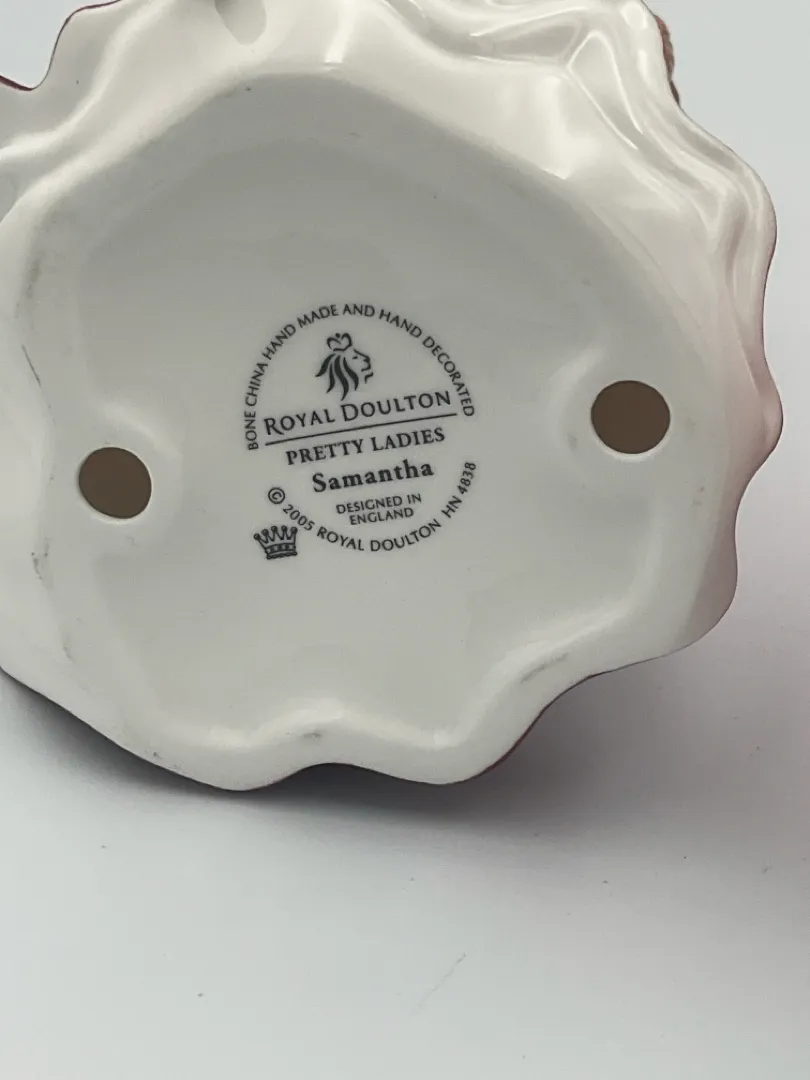 BONE CHINA HAND MADE AND HAND DECORATED
ROYAL DOULTON
PRETTY LADIES
Samantha
DESIGNED IN
ENGLAND
© 2005 ROYAL DOULTON HN 4838